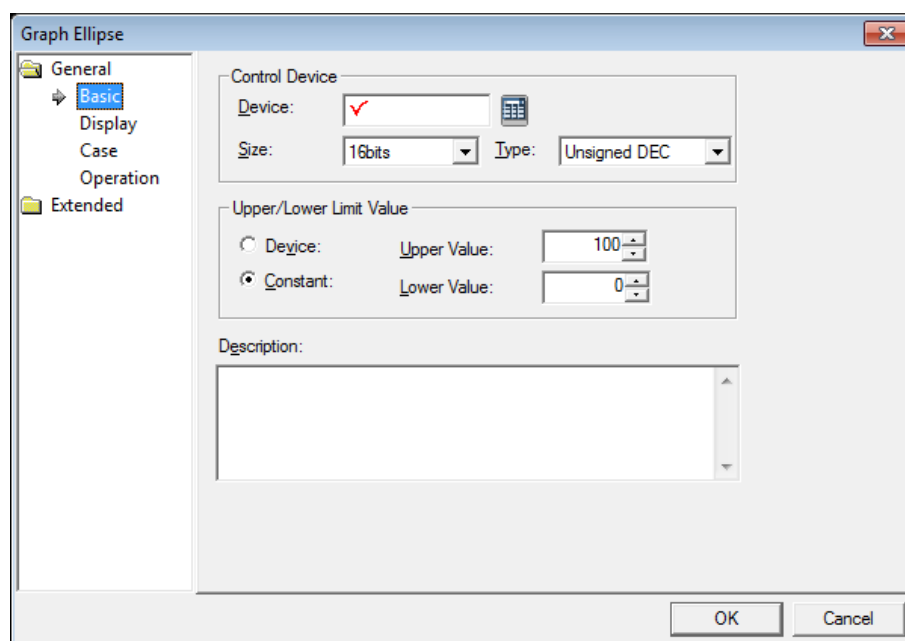 Graph Ellipse
General
Basic
Display
Case
Operation
Extended
Control Device
Device:
Size: 16bits Type: Unsigned DEC
Upper/Lower Limit Value
Device: Upper Value: 100
Constant: Lower Value: 0
Description:
OK Cancel